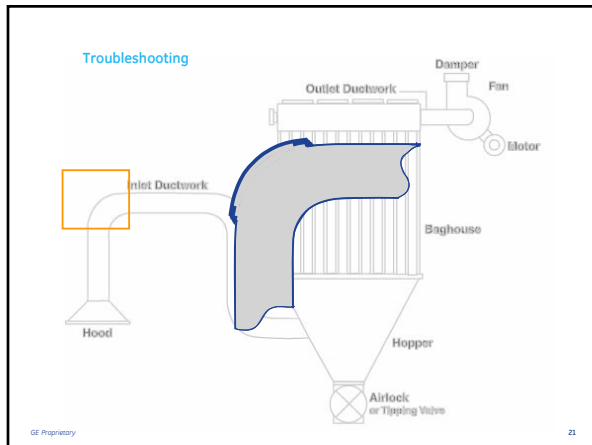 Troubleshooting
Damper
Fan
Outlet Ductwork
Motor
Inlet Ductwork
Baghouse
Hood
Hopper
Airlock
or Tipping Valve
GE Proprietary
21